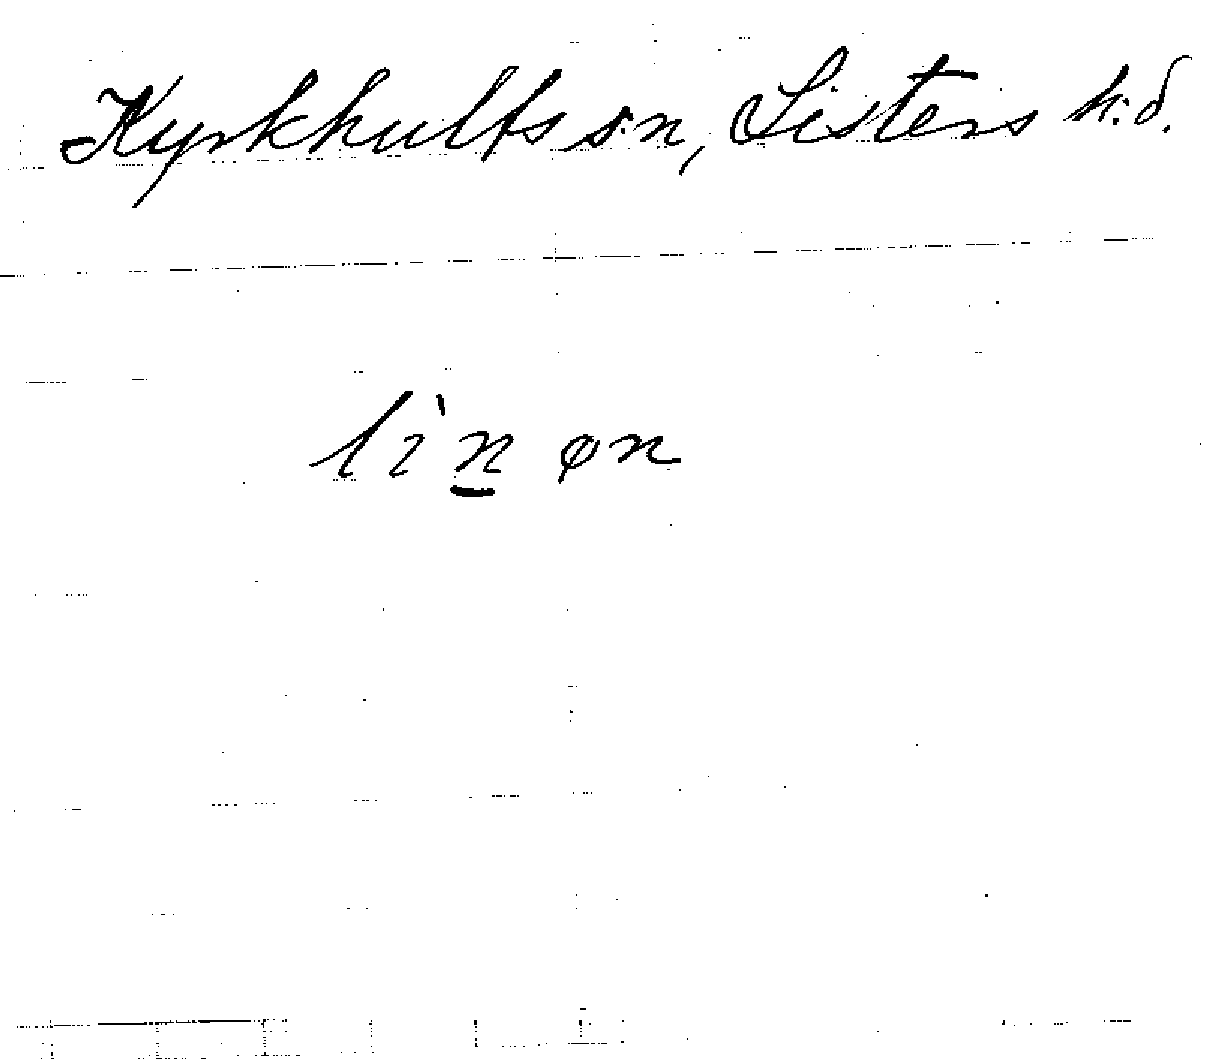 Kyrkhults sn, Listers h.d.
li'n øn